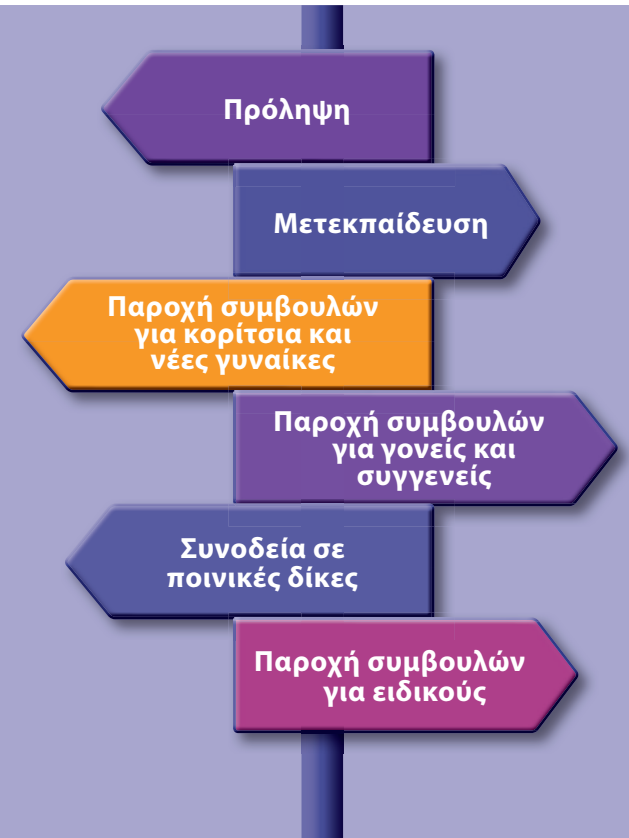 Πρόληψη
Μετεκπαίδευση
Παροχή συμβουλών
για κορίτσια και
νέες γυναίκες
Παροχή συμβουλών
για γονείς και
συγγενείς
Συνοδεία σε
ποινικές δίκες
Παροχή συμβουλών
για ειδικούς